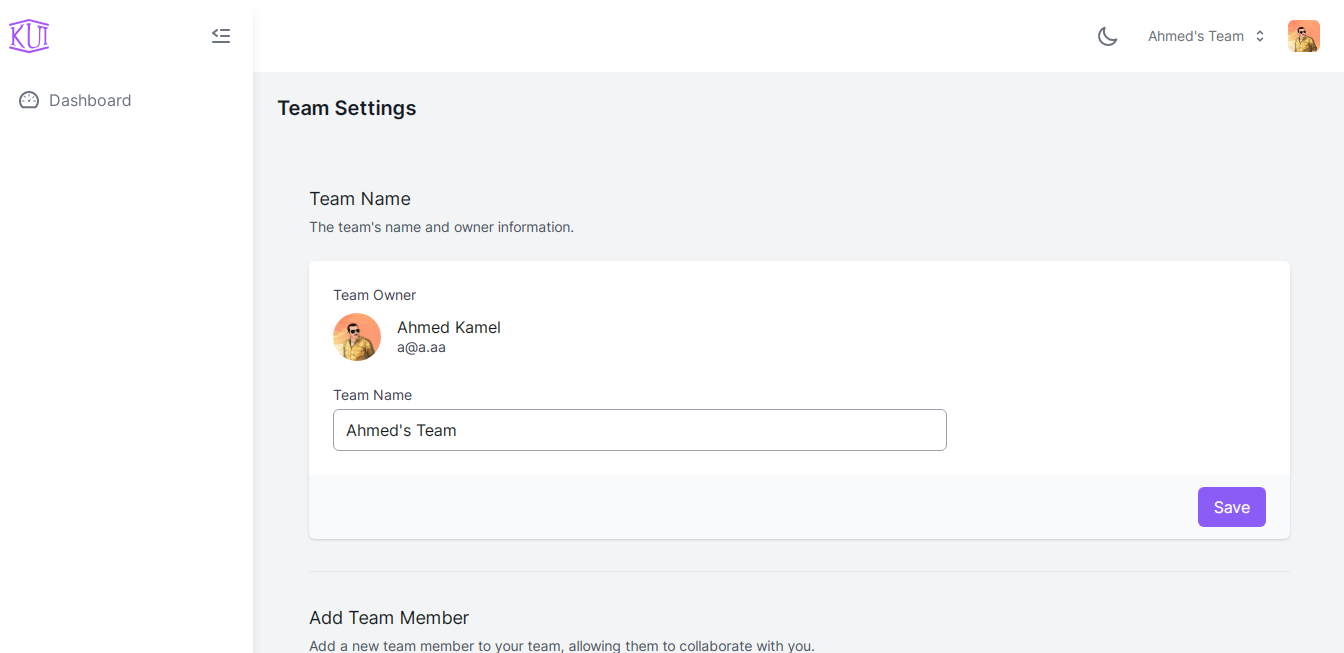 KUI
Ahmed's Team
Dashboard
Team Settings
Team Name
The team's name and owner information.
Team Owner
Ahmed Kamel
a@a.aa
Team Name
Ahmed's Team
Save
Add Team Member
Add a new team member to your team, allowing them to collaborate with you.